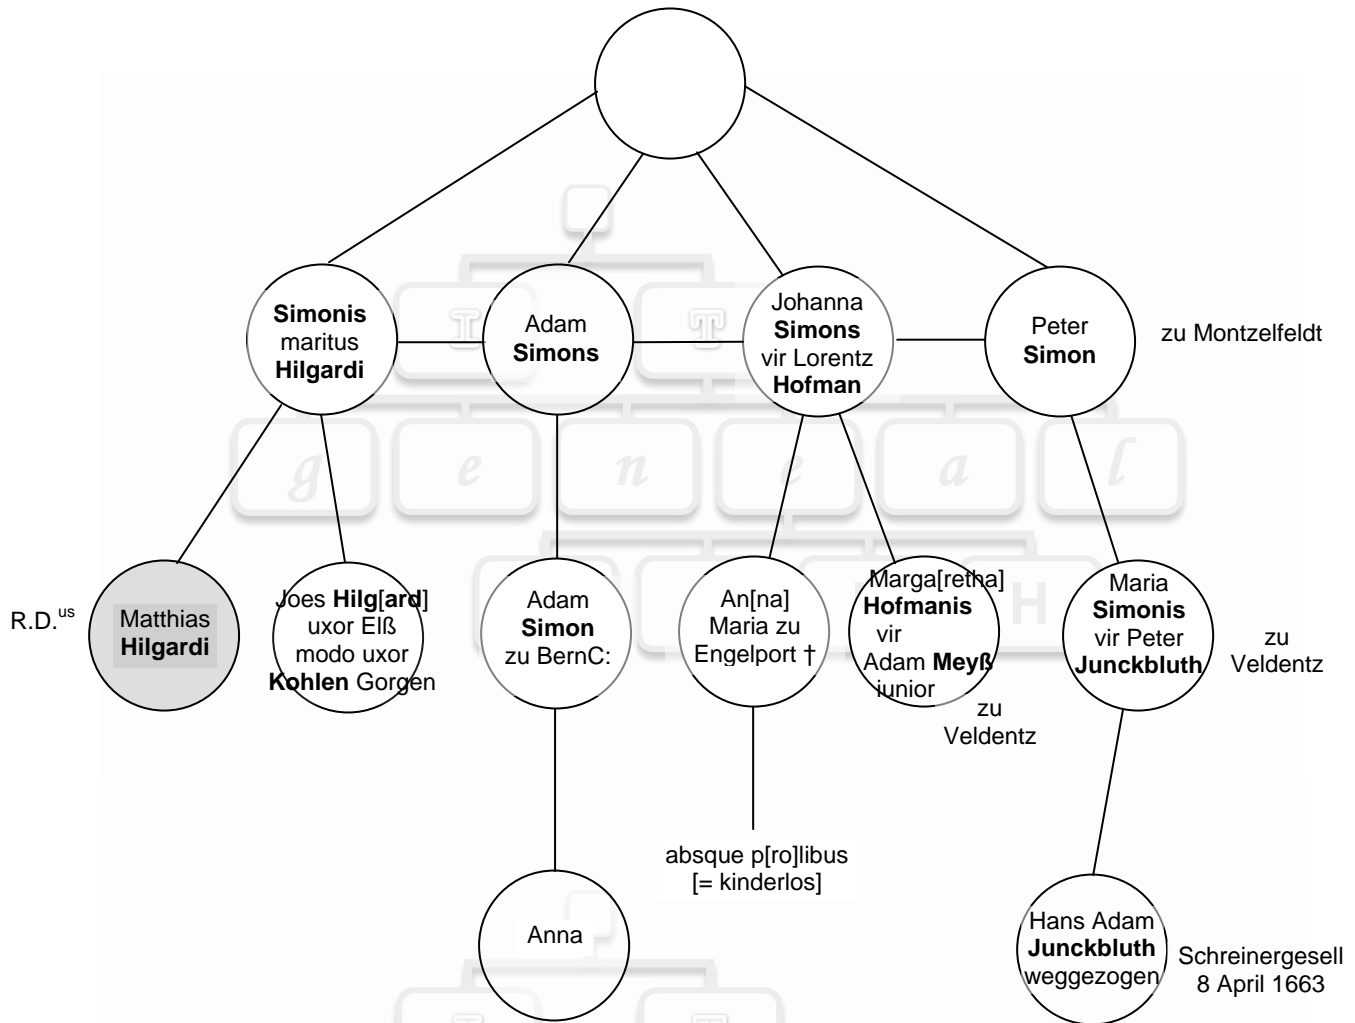 Simonis
maritus
Hilgardi
Adam
Simons
Johanna
Simons
vir Lorentz
Hofman
Peter
Simon
zu Montzelfeldt
R.D.us
Matthias
Hilgardi
Joes Hilg[ard]
uxor Elß
modo uxor
Kohlen Gorgen
Adam
Simon
zu BernC:
An[na]
Maria zu
Engelport †
Marga[retha]
Hofmanis
vir
Adam Meyß
iunior
zu
Veldentz
Maria
Simonis
vir Peter
Junckbluth
zu
Veldentz
absque p[ro]libus
[= kinderlos]
Anna
Hans Adam
Junckbluth
weggezogen
Schreinergesell
8 April 1663
I T
g e n e a l
H
I T